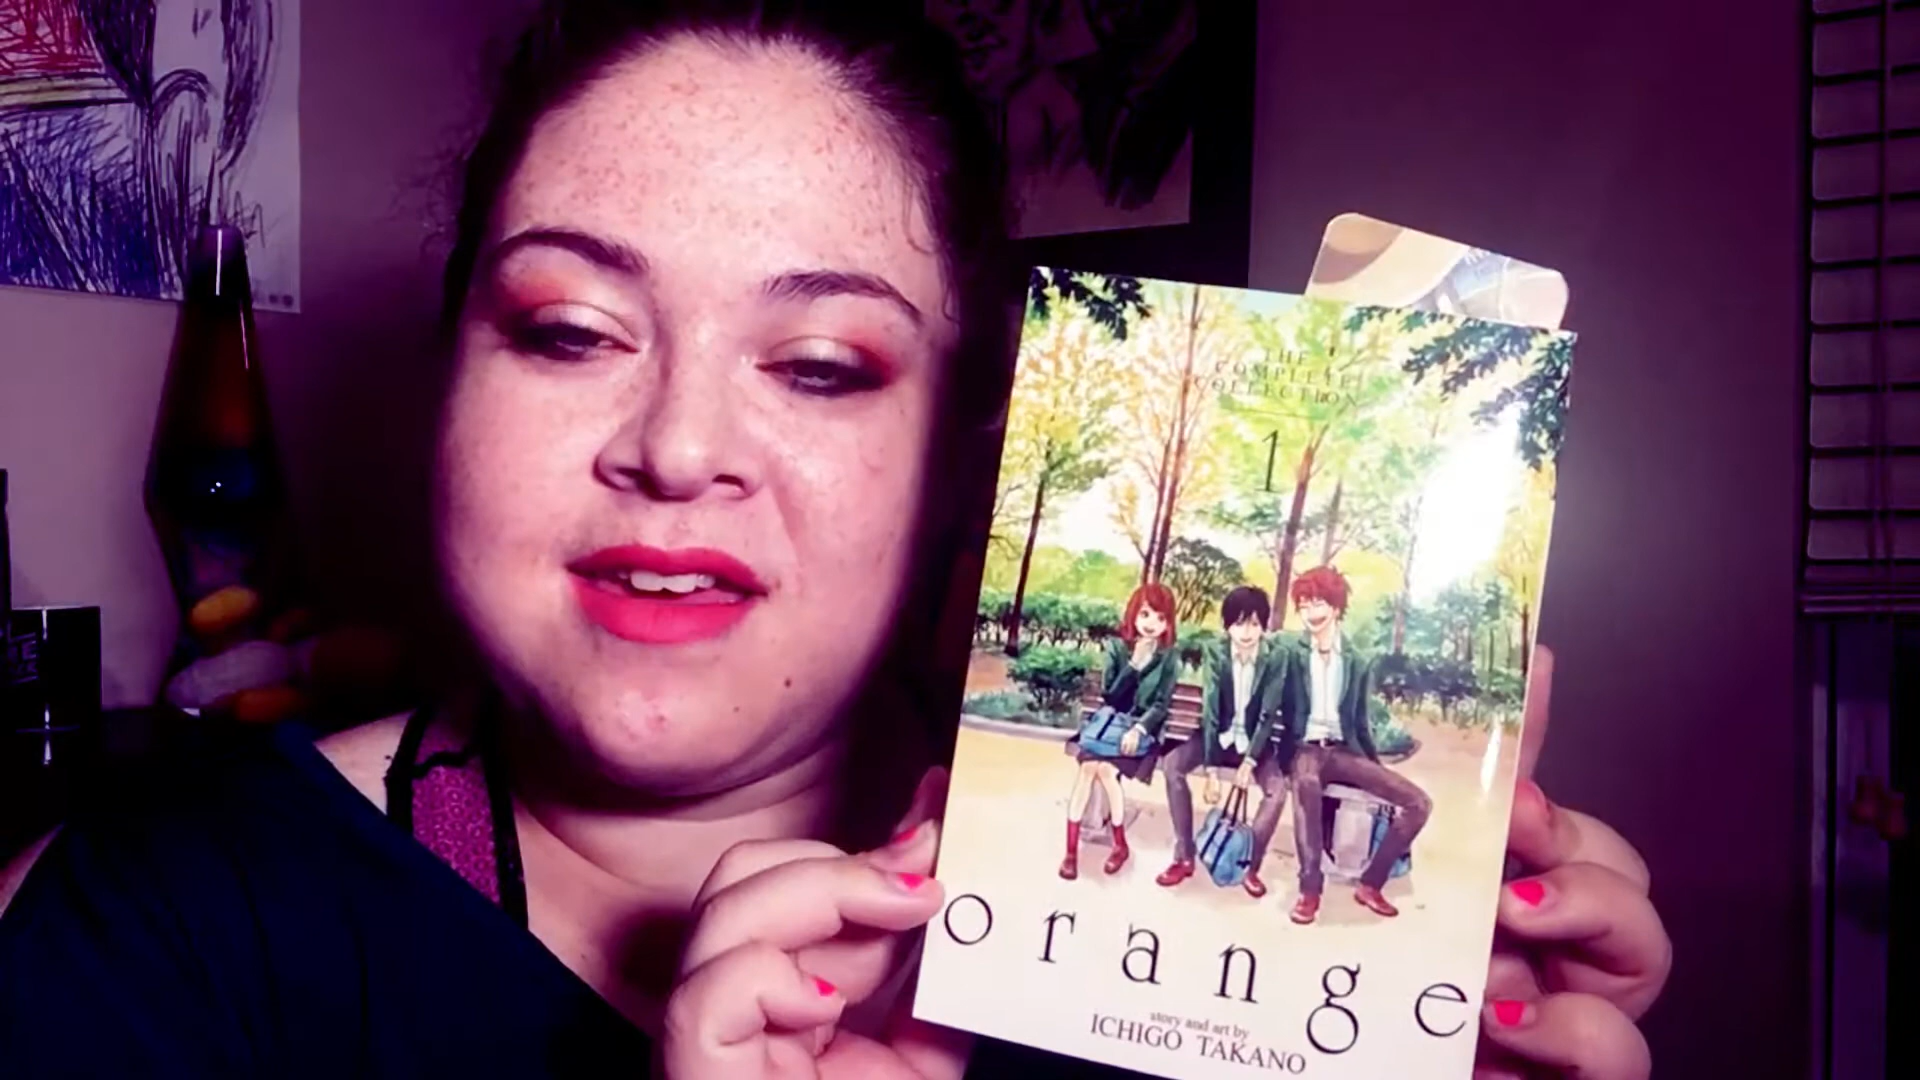 THE
COMPLETE
COLLECTION
1
orange
story and art by
ICHIGO TAKANO